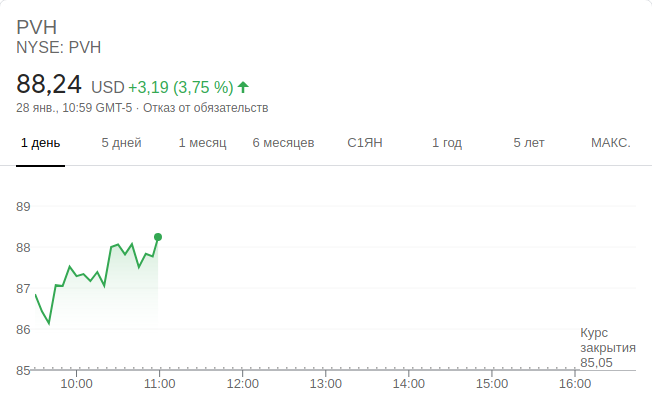 PVH
NYSE: PVH
88,24 USD +3,19 (3,75 %)
28 янв., 10:59 GMT-5 · Отказ от обязательств
1 день 5 дней 1 месяц 6 месяцев С1ЯН 1 год 5 лет МАКС.
89
88
87
86
Курс
закрытия
85,05
85
10:00 11:00 12:00 13:00 14:00 15:00 16:00